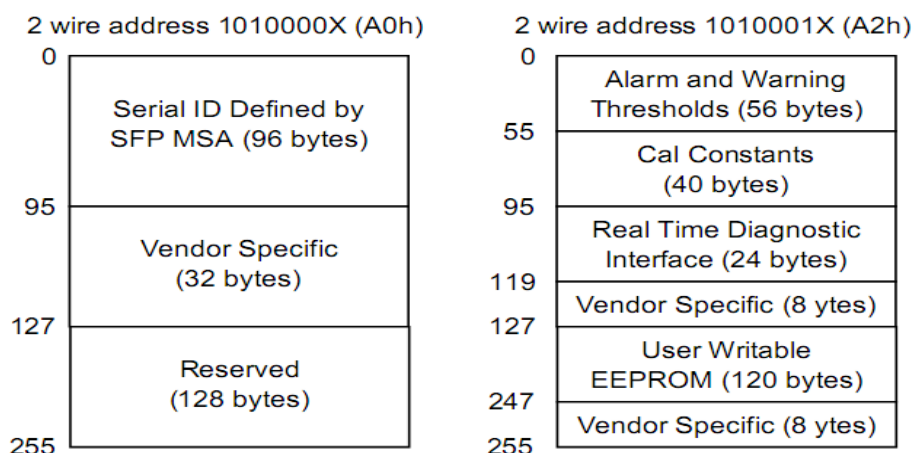 2 wire address 1010000X (A0h)
0
Serial ID Defined by
SFP MSA (96 bytes)
95
Vendor Specific
(32 bytes)
127
Reserved
(128 bytes)
255
2 wire address 1010001X (A2h)
0
Alarm and Warning
Thresholds (56 bytes)
55
Cal Constants
(40 bytes)
95
Real Time Diagnostic
Interface (24 bytes)
119
Vendor Specific (8 ytes)
127
User Writable
EEPROM (120 bytes)
247
Vendor Specific (8 ytes)
255